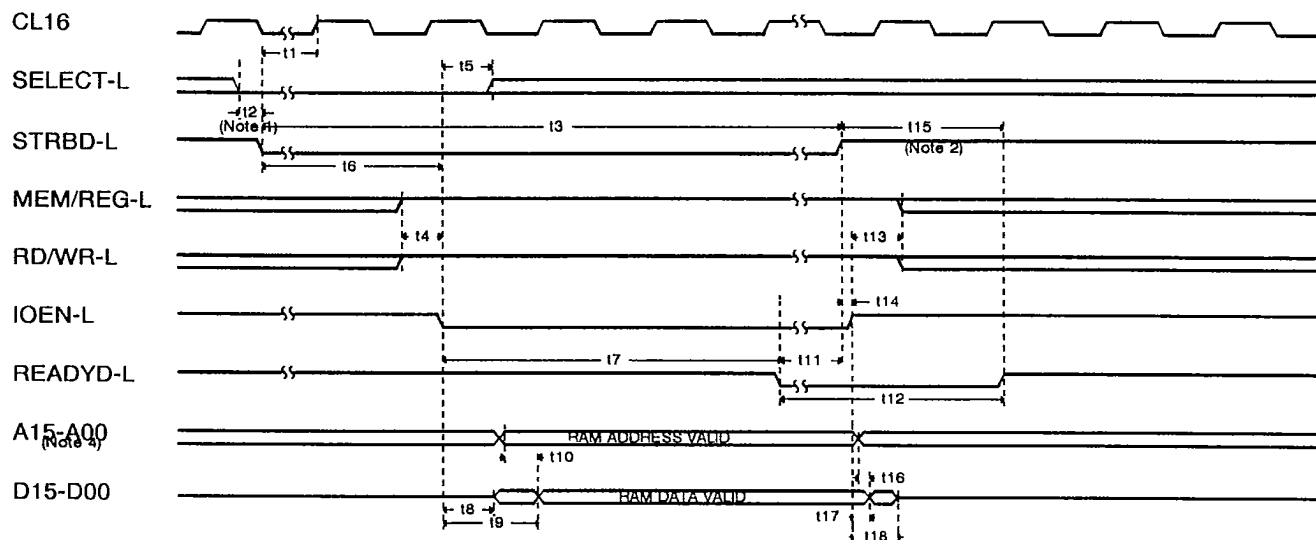 CL16
t1
SELECT-L
t5
t2
(Note 1)
t3
t15
STRBD-L
(Note 2)
t6
MEM/REG-L
t4
t13
RD/WR-L
t14
IOEN-L
t7
t11
READYD-L
t12
A15-A00
(Note 4)
RAM ADDRESS VALID
t10
t16
D15-D00
RAM DATA VALID
t8
t17
t9
t18